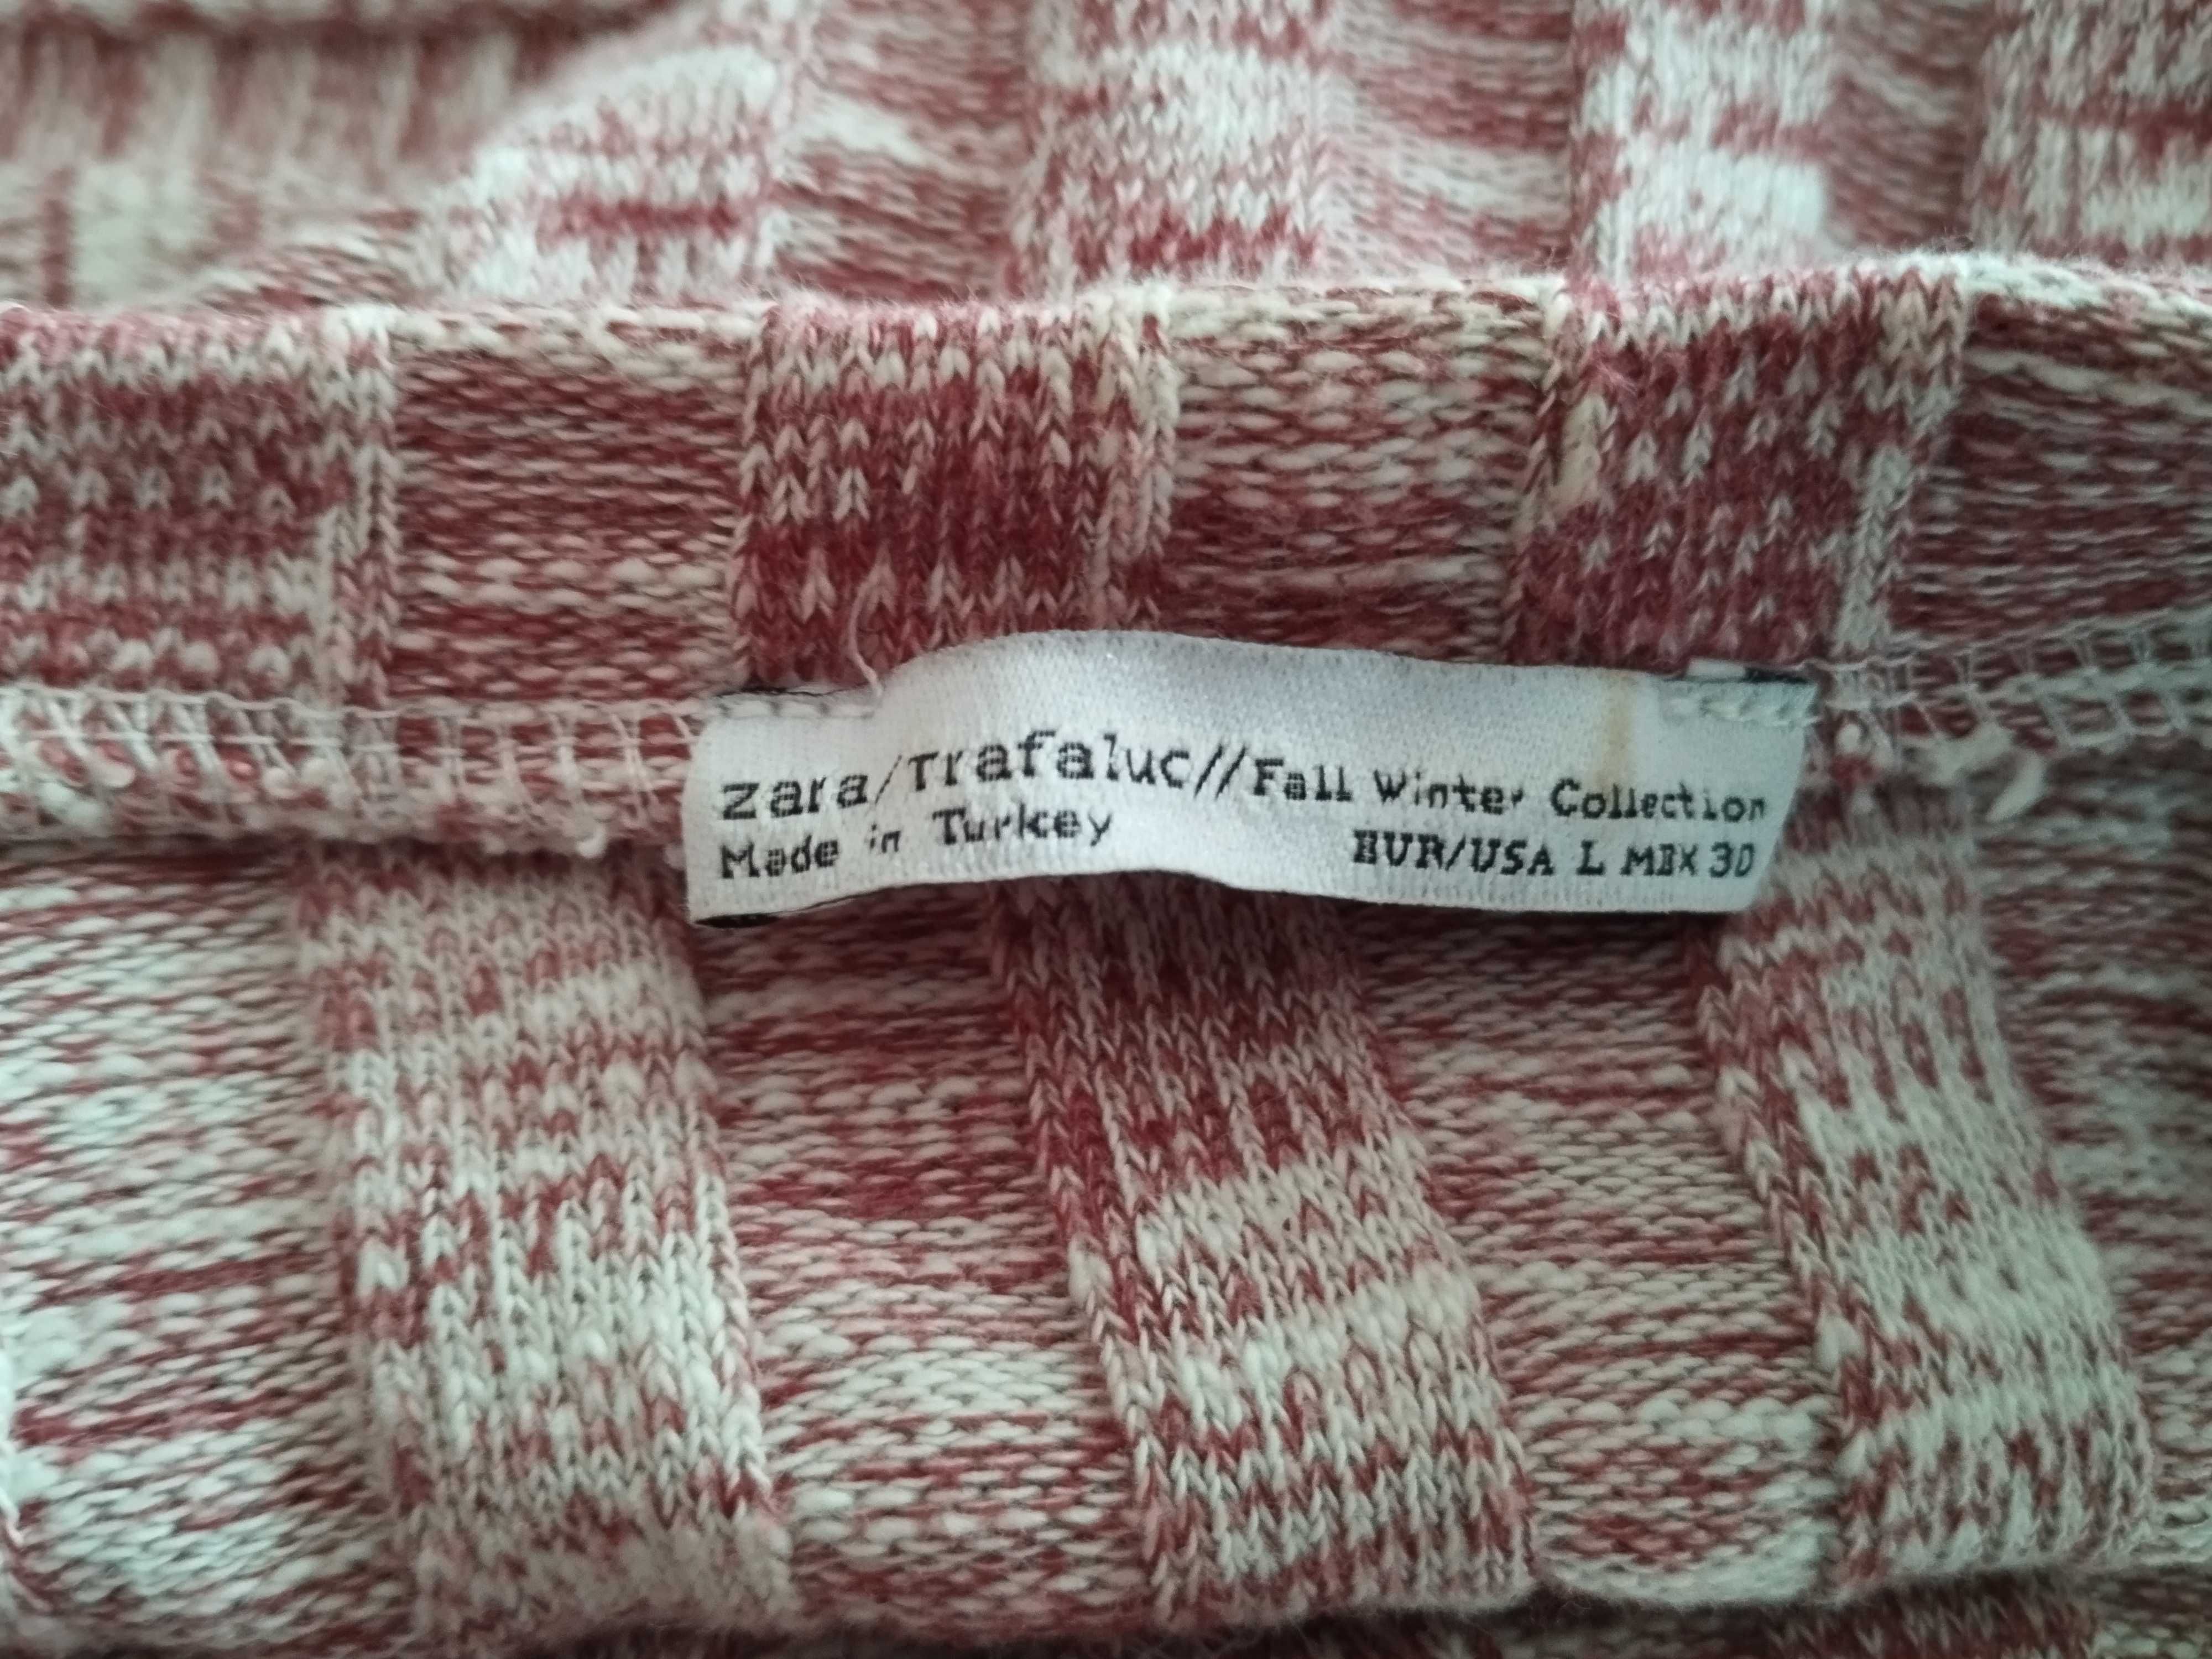 Zara/Trafaluc//Fall Winter Collection
Made in Turkey EUR/USA L MEX 30